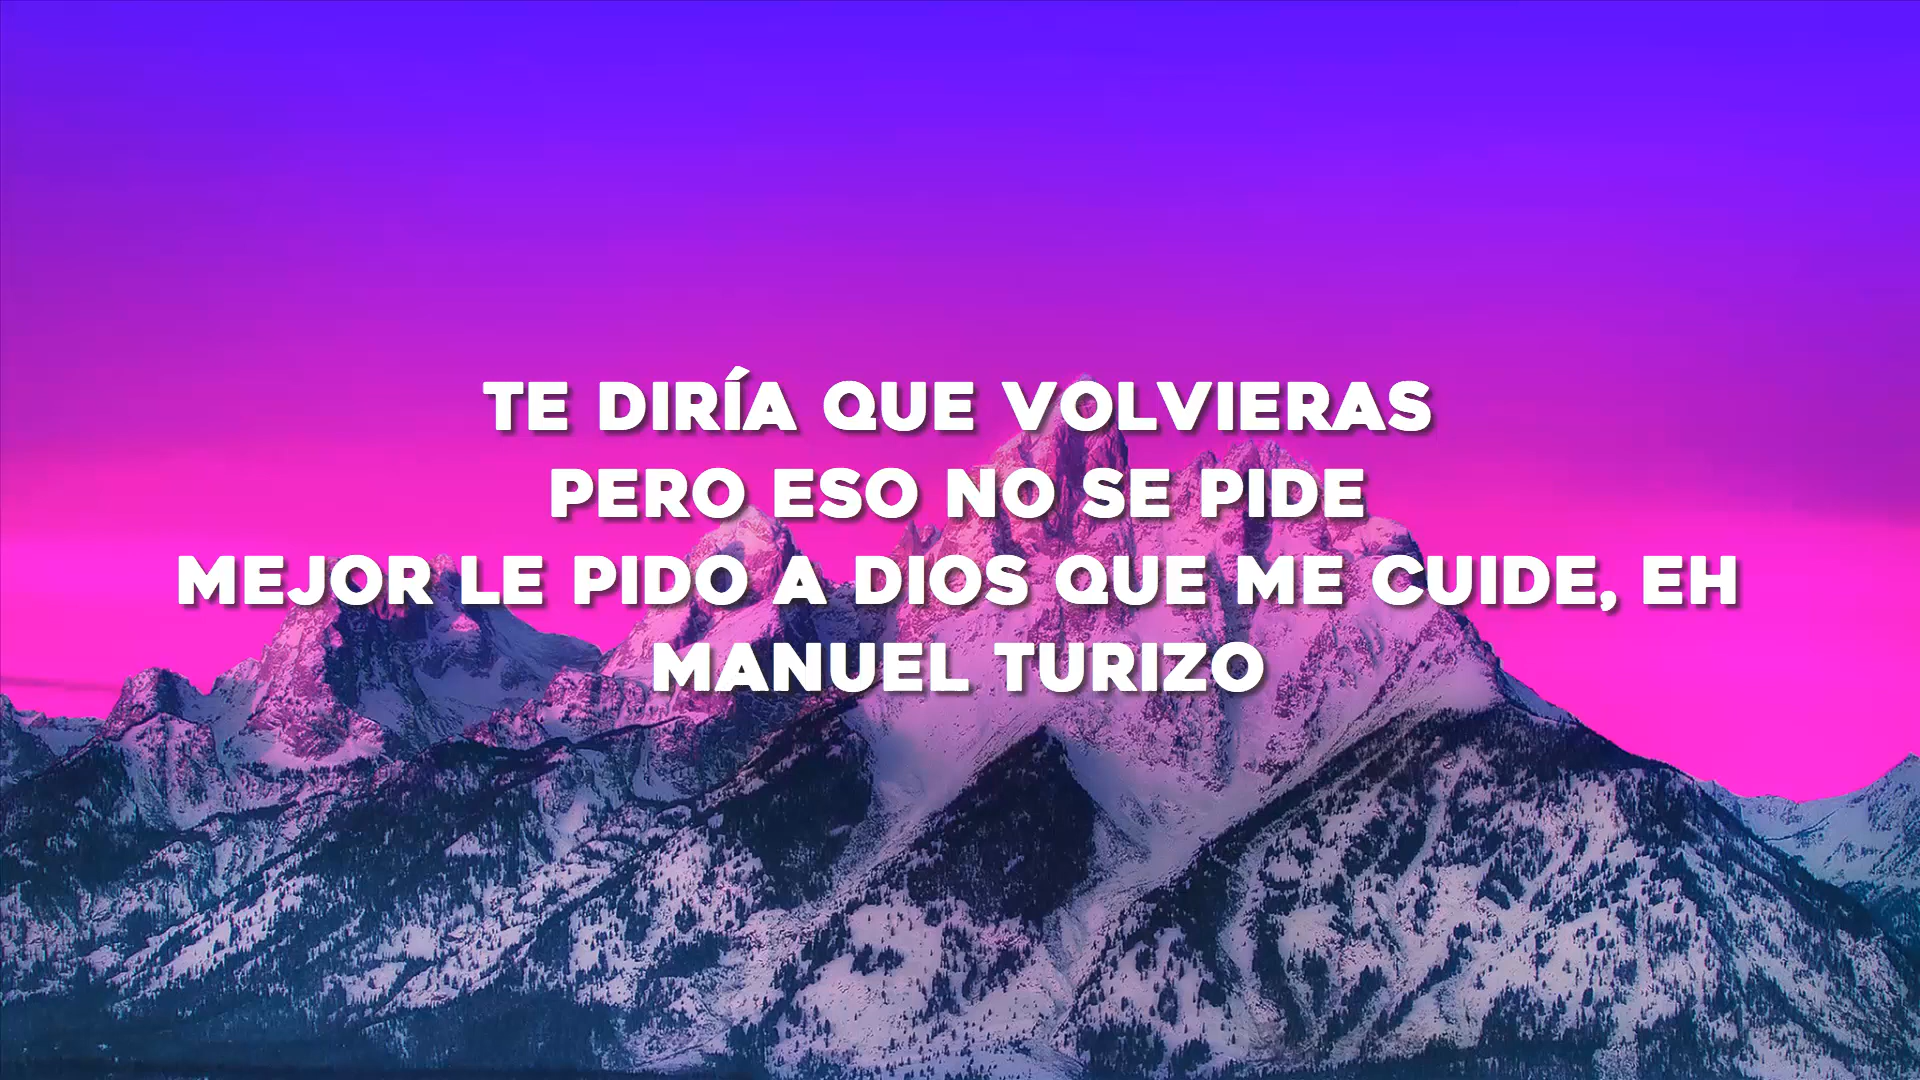 TE DIRÍA QUE VOLVIERAS
PERO ESO NO SE PIDE
MEJOR LE PIDO A DIOS QUE ME CUIDE, EH
MANUEL TURIZO